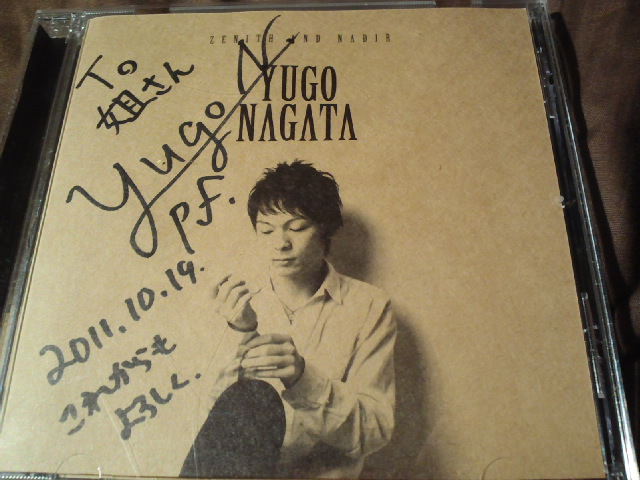 ZENITH AND NADIR
YUGO
NAGATA
To
姐さん
Yugo N
pf.
2011.10.19.
これからも
よろしく.